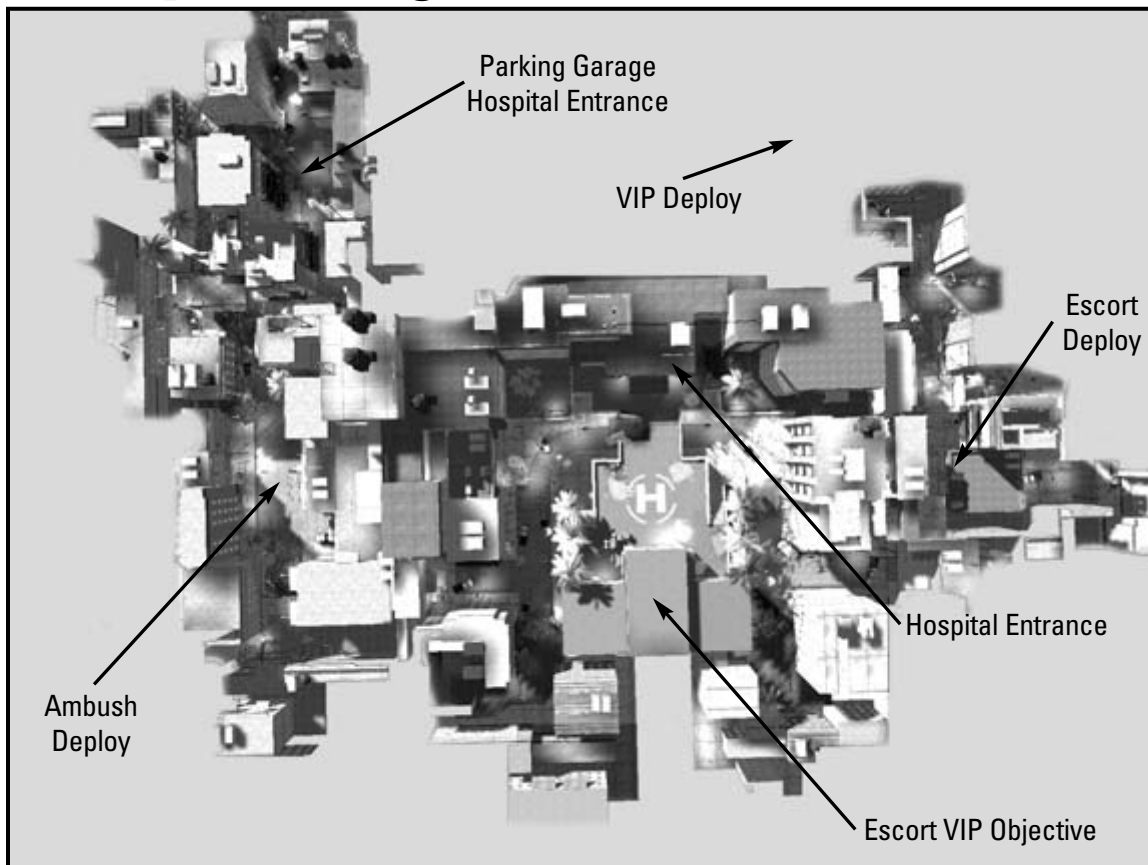 Parking Garage
Hospital Entrance
VIP Deploy
Escort
Deploy
H
Hospital Entrance
Ambush
Deploy
Escort VIP Objective